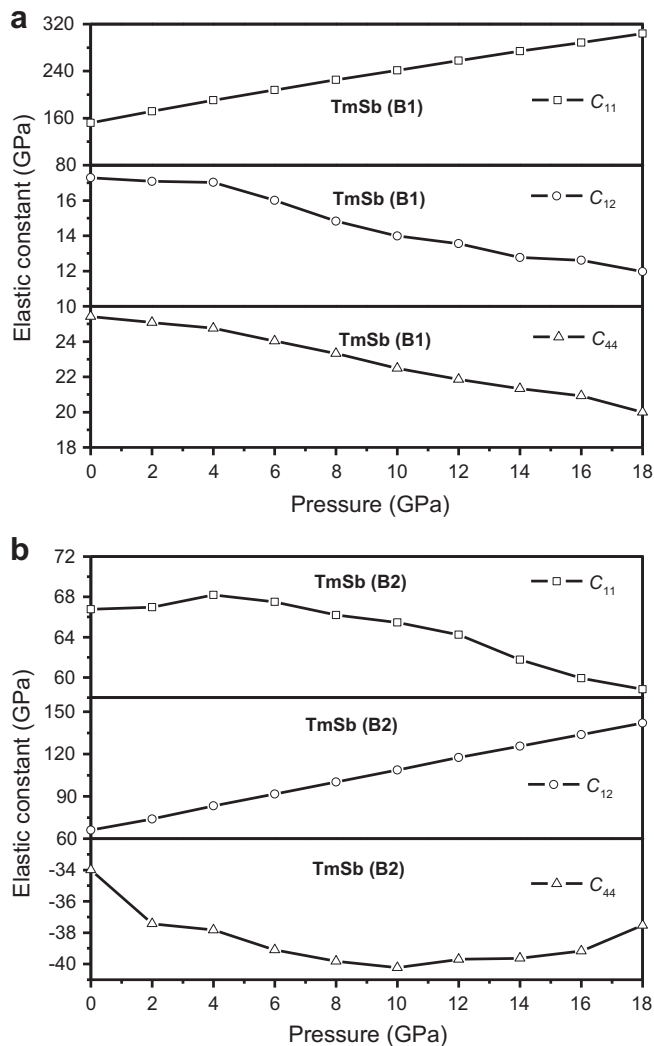 a
320
240
160
80
TmSb (B1)
C11
16
14
12
10
TmSb (B1)
C12
24
22
20
18
TmSb (B1)
C44
Elastic constant (GPa)
0 2 4 6 8 10 12 14 16 18
Pressure (GPa)
b
72
68
64
60
TmSb (B2)
C11
150
120
90
60
TmSb (B2)
C12
-34
-36
-38
-40
TmSb (B2)
C44
Elastic constant (GPa)
0 2 4 6 8 10 12 14 16 18
Pressure (GPa)